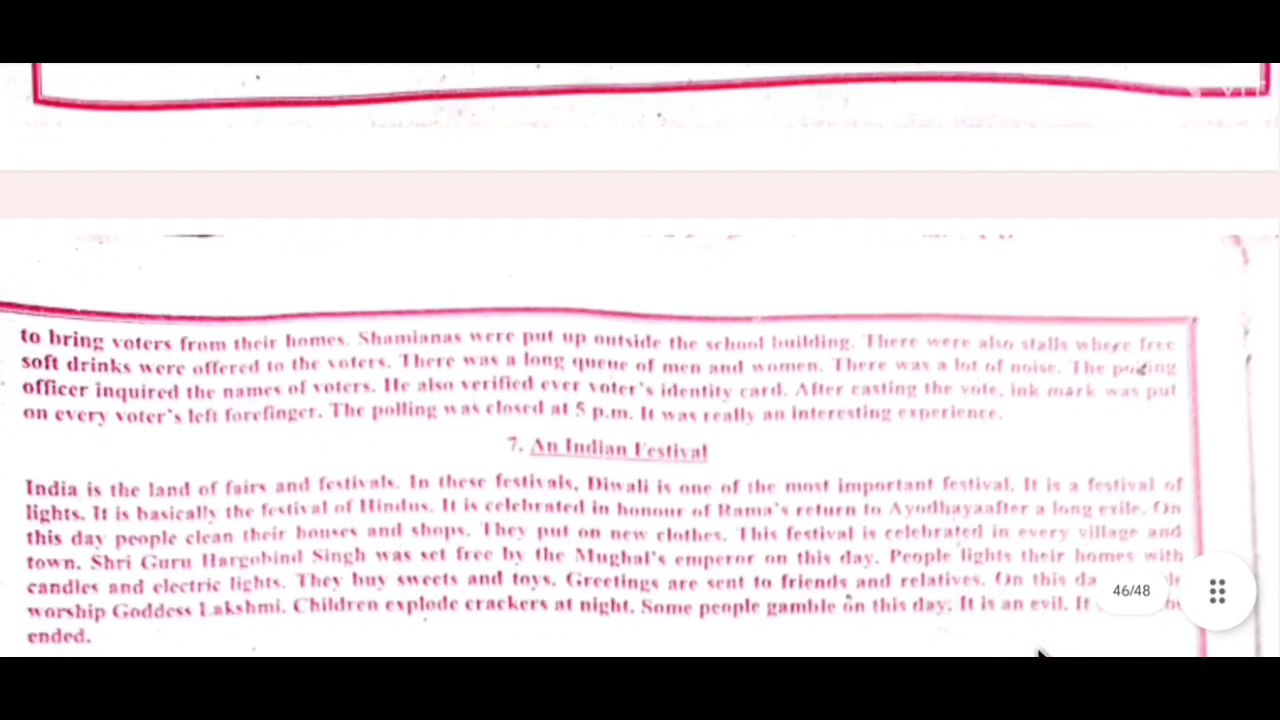 to bring voters from their homes. Shamianas were put up outside the school building. There were also stalls where free
soft drinks were offered to the voters. There was a long queue of men and women. There was a lot of noise. The polling
officer inquired the names of voters. He also verified ever voter's identity card. After casting the vote, ink mark was put
on every voter's left forefinger. The polling was closed at 5 p.m. It was really an interesting experience.
7. An Indian Festival
India is the land of fairs and festivals. In these festivals, Diwali is one of the most important festival. It is a festival of
lights. It is basically the festival of Hindus. It is celebrated in honour of Rama's return to Ayodhayaafter a long exile. On
this day people clean their houses and shops. They put on new clothes. This festival is celebrated in every village and
town. Shri Guru Hargobind Singh was set free by the Mughal's emperor on this day. People lights their homes with
candles and electric lights. They buy sweets and toys. Greetings are sent to friends and relatives. On this
46/48
worship Goddess Lakshmi. Children explode crackers at night. Some people gamble on this day. It is an evil. It
ended.